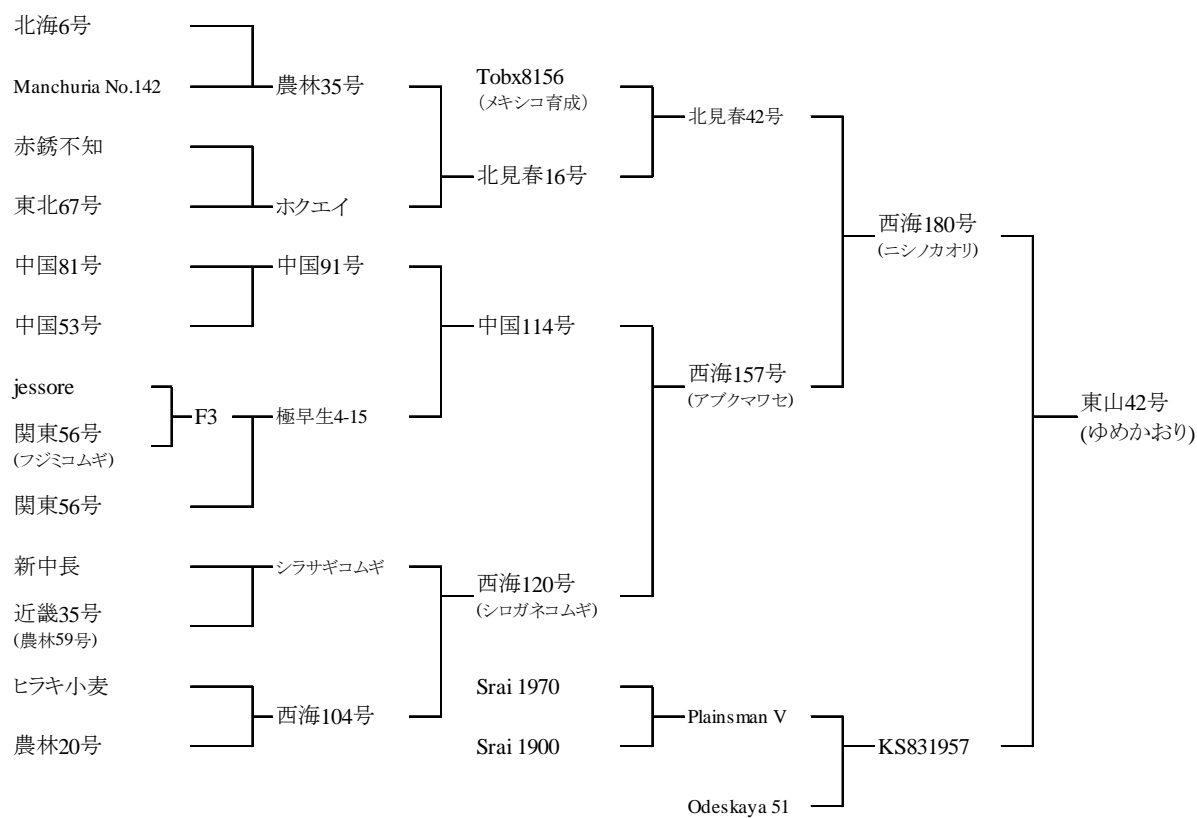 北海6号
Manchuria No.142
農林35号
Tobx8156
（メキシコ育成）
北見春42号
赤銹不知
北見春16号
東北67号
ホクエイ
西海180号
(ニシノカオリ)
中国81号
中国91号
中国53号
中国114号
jessore
F3
極早生4-15
西海157号
(アブクマワセ)
東山42号
(ゆめかおり)
関東56号
(フジミコムギ)
関東56号
新中長
シラサギコムギ
西海120号
(シロガネコムギ)
近畿35号
(農林59号)
ヒラキ小麦
西海104号
Srai 1970
Plainsman V
農林20号
Srai 1900
KS831957
Odeskaya 51